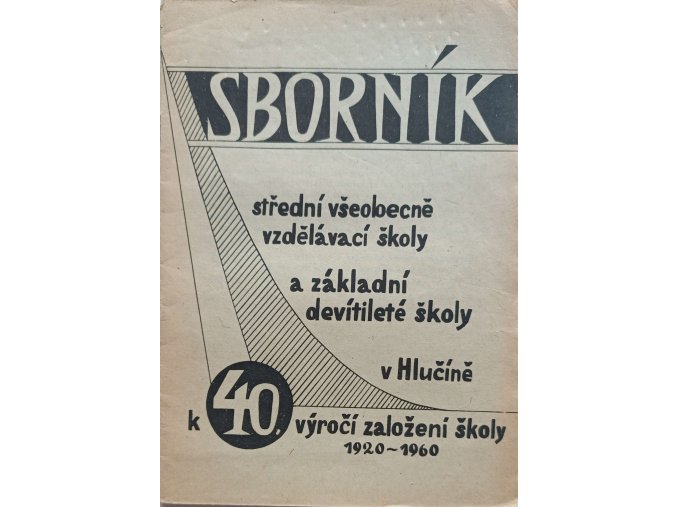 SBORNÍK
střední všeobecně
vzdělávací školy
a základní
devítileté školy
v Hlučíně
k 40. výročí založení školy
1920~1960